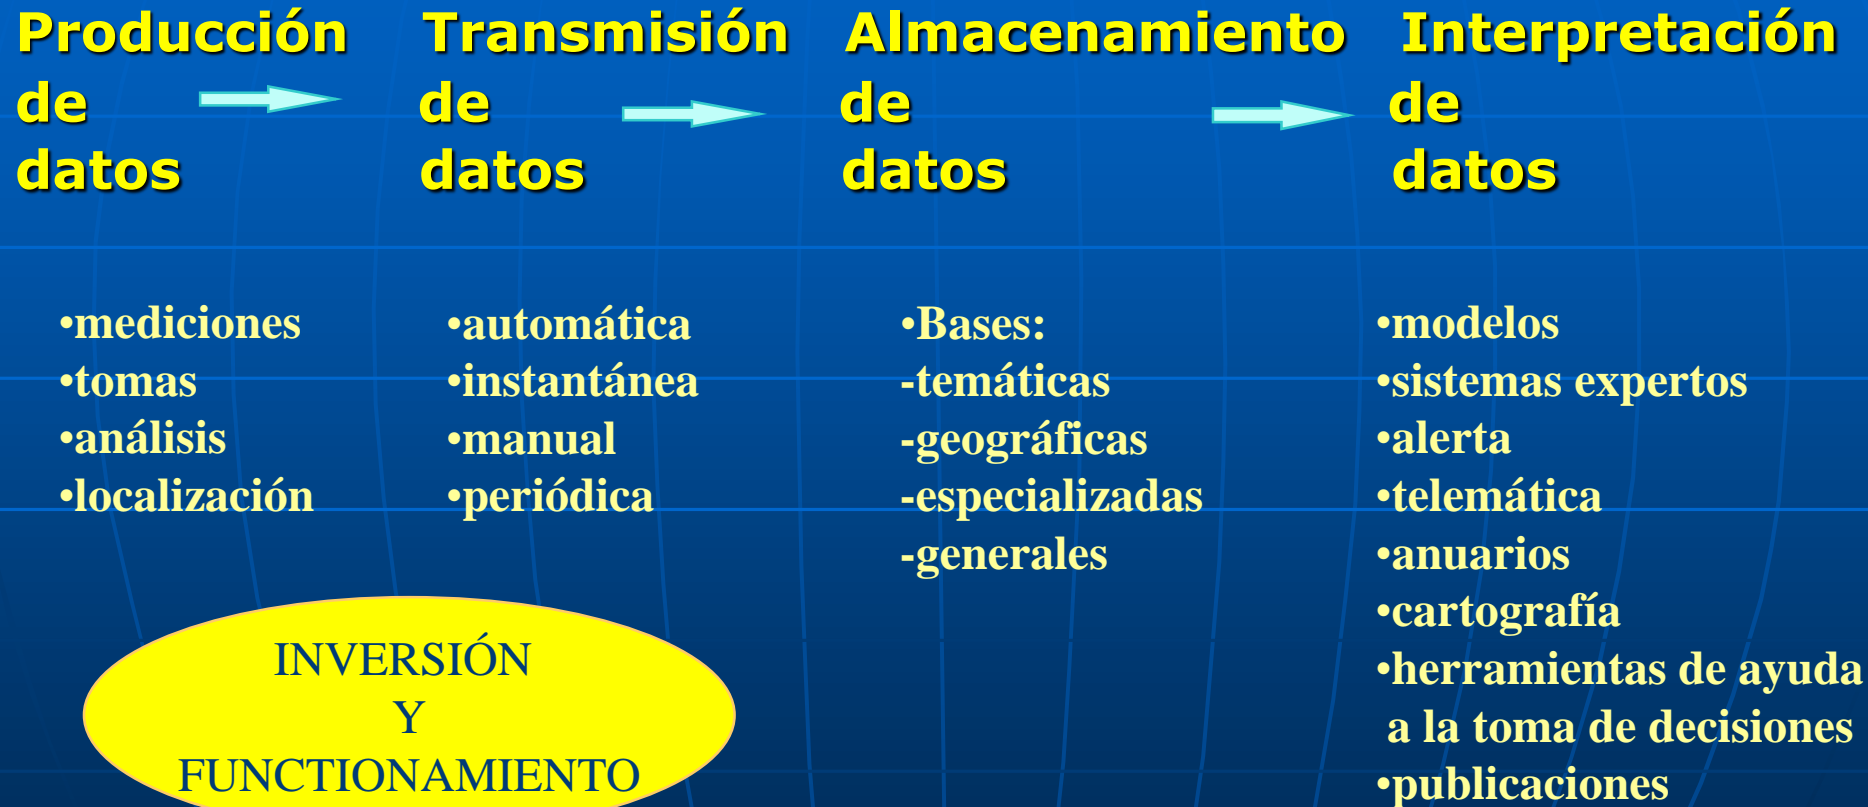 Producción
de
datos
Transmisión
de
datos
Almacenamiento
de
datos
Interpretación
de
datos
•mediciones
•tomas
•análisis
•localización
•automática
•instantánea
•manual
•periódica
•Bases:
-temáticas
-geográficas
-especializadas
-generales
•modelos
•sistemas expertos
•alerta
•telemática
•anuarios
•cartografía
•herramientas de ayuda
a la toma de decisiones
•publicaciones
INVERSIÓN
Y
FUNCTIONAMIENTO